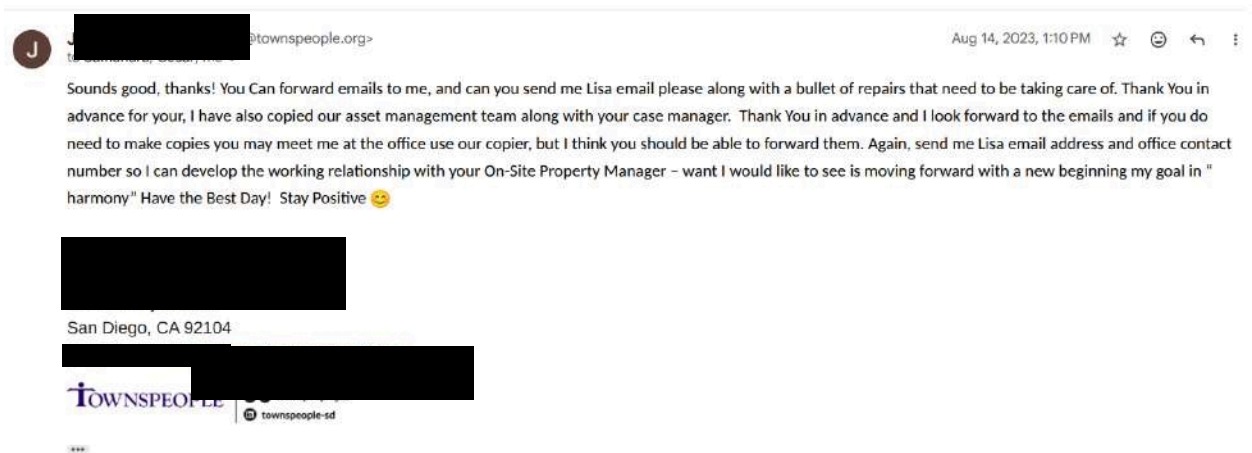 J
@townspeople.org>
Aug 14, 2023, 1:10 PM
Sounds good, thanks! You Can forward emails to me, and can you send me Lisa email please along with a bullet of repairs that need to be taking care of. Thank You in
advance for your, I have also copied our asset management team along with your case manager.  Thank You in advance and I look forward to the emails and if you do
need to make copies you may meet me at the office use our copier, but I think you should be able to forward them. Again, send me Lisa email address and office contact
number so I can develop the working relationship with your On-Site Property Manager – want I would like to see is moving forward with a new beginning my goal in “
harmony” Have the Best Day!  Stay Positive 😊
San Diego, CA 92104
TOWNSPEOPLE
townspeople-sd